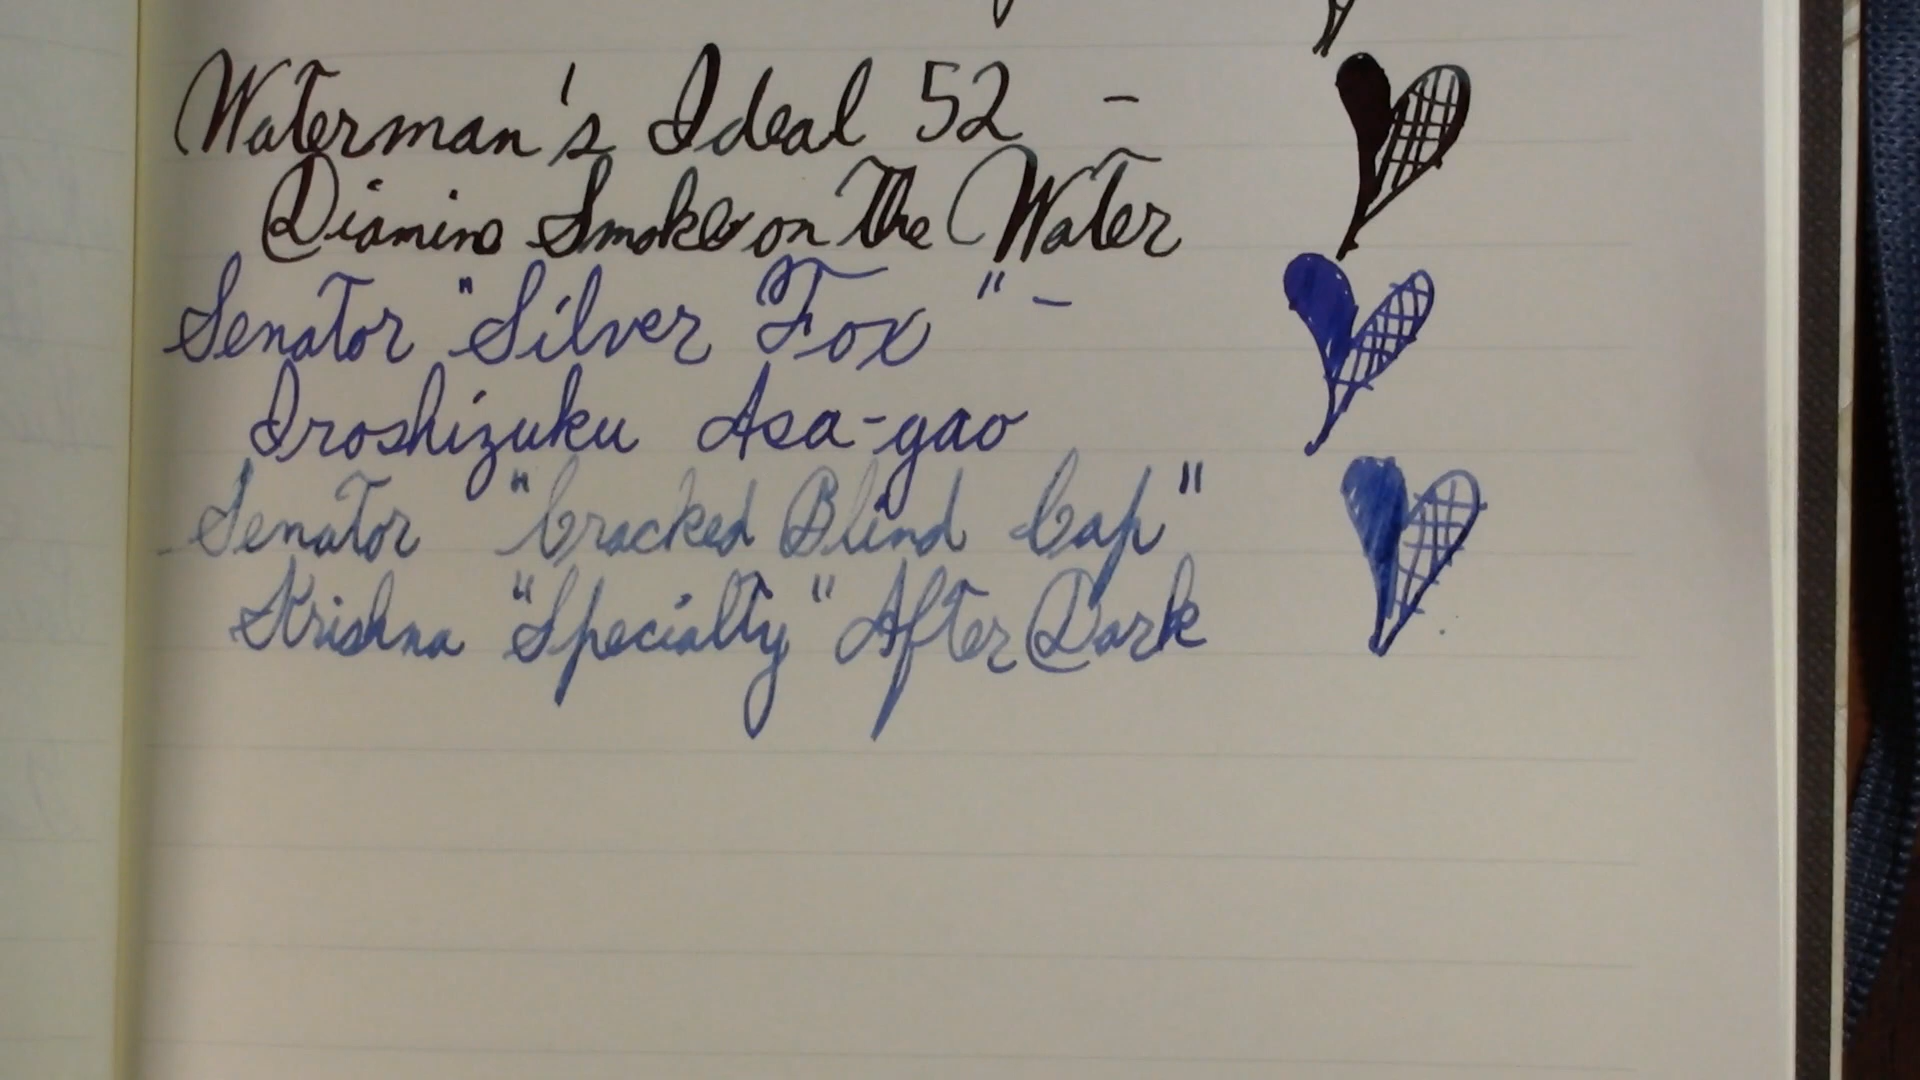 Waterman's Ideal 52 -
Diamine Smoke on the Water
Senator "Silver Fox" -
Iroshizuku Asa-gao
Senator "Cracked Blind Cap"
Krishna "Specialty" After Dark